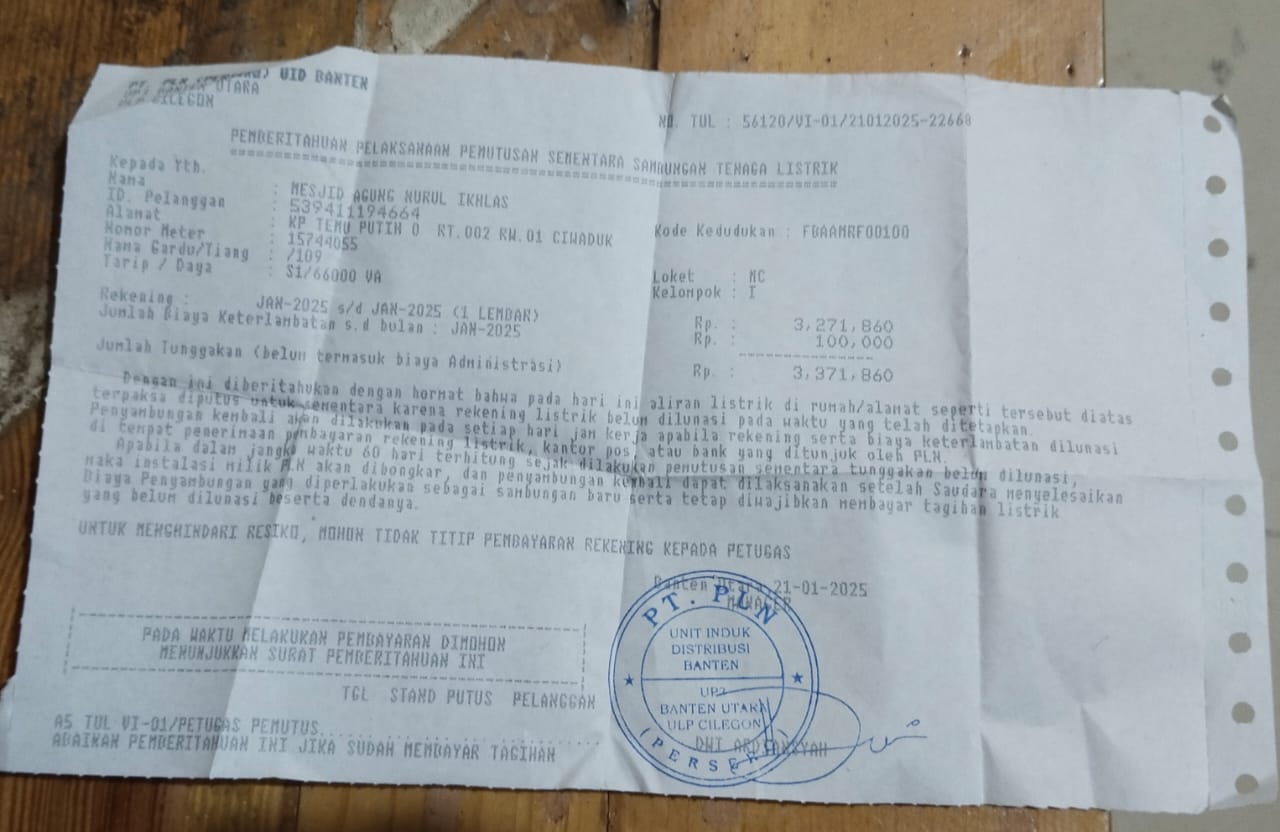 UID BANTEN
UTARA
CILEGON
NO. TUL : 56120/VI-01/21012025-22668
PEMBERITAHUAN PELAKSANAAN PEMUTUSAN SEMENTARA SAMBUNGAN TENAGA LISTRIK
Kepada Yth.
Nama : MESJID AGUNG NURUL IKHLAS
ID. Pelanggan : 539411194664
Alamat : KP TEMU PUTIH 0 RT.002 RW.01 CIWADUK
Kode Kedudukan : FBAAMRF00100
Nomor Meter : 15744055
Nama Gardu/Tiang : /109
Tarip / Daya : S1/66000 VA
Loket : MC
Kelompok : I
Rekening : JAN-2025 s/d JAN-2025 (1 LEMBAR) Rp. : 3,271,860
Jumlah Biaya Keterlambatan s.d bulan : JAN-2025 Rp. : 100,000
Jumlah Tunggakan (belum termasuk biaya Administrasi) Rp. : 3,371,860
Dengan ini diberitahukan dengan hormat bahwa pada hari ini aliran listrik di rumah/alamat seperti tersebut diatas
terpaksa diputus untuk sementara karena rekening listrik belum dilunasi pada waktu yang telah ditetapkan.
Penyambungan kembali akan dilakukan pada setiap hari jam kerja apabila rekening serta biaya keterlambatan dilunasi
di tempat penerimaan pembayaran rekening listrik, kantor pos atau bank yang ditunjuk oleh PLN.
Apabila dalam jangka waktu 60 hari terhitung sejak dilakukan pemutusan sementara tunggakan belum dilunasi,
maka instalasi milik PLN akan dibongkar, dan penyambungan kembali dapat dilaksanakan setelah Saudara menyelesaikan
Biaya Penyambungan yang diperlakukan sebagai sambungan baru serta tetap diwajibkan membayar tagihan listrik
yang belum dilunasi beserta dendanya.
UNTUK MENGHINDARI RESIKO, MOHON TIDAK TITIP PEMBAYARAN REKENING KEPADA PETUGAS
Banten Utara, 21-01-2025
MANAGER
PT. PLN
UNIT INDUK
DISTRIBUSI
BANTEN
UP3
BANTEN UTARA
ULP CILEGON
(PERSERO)
DWI ARDIANSYAH
PADA WAKTU MELAKUKAN PEMBAYARAN DIMOHON
MENUNJUKKAN SURAT PEMBERITAHUAN INI
TGL STAND PUTUS PELANGGAN
AS TUL VI-01/PETUGAS PEMUTUS
ABAIKAN PEMBERITAHUAN INI JIKA SUDAH MEMBAYAR TAGIHAN